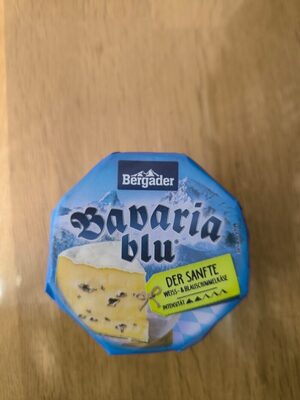 Bergader
Bavaria
blu®
DER SANFTE
WEISS- & BLAUSCHIMMELKÄSE
INTENSITÄT